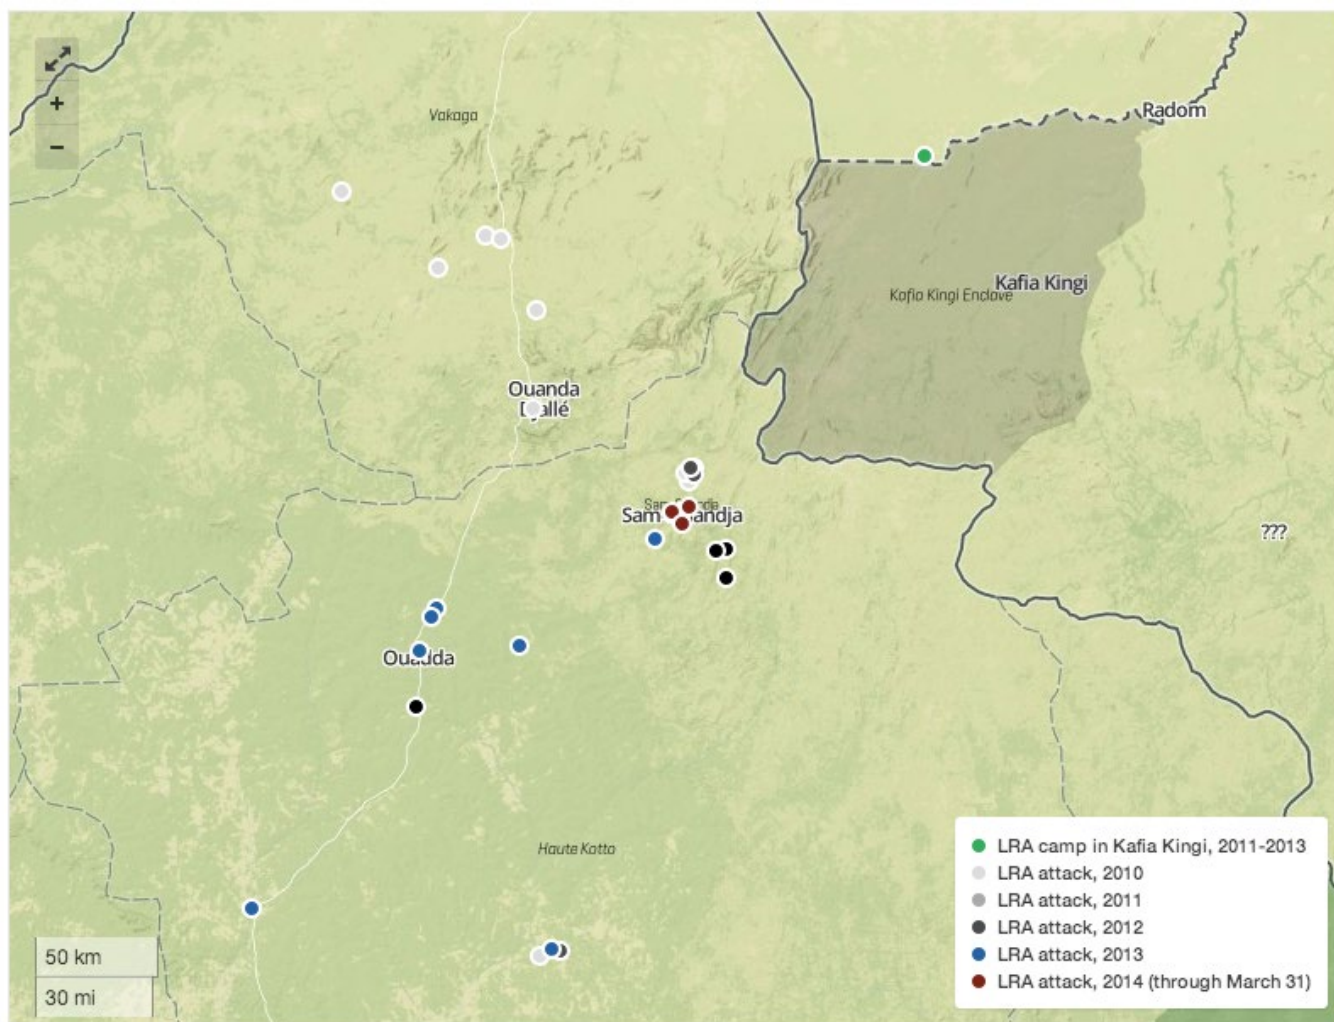 +
−
Vakaga
Radom
Kafia Kingi
Kafia Kingi Enclave
Ouanda
Sam
andja
???
Ouadda
Haute Kotto
50 km
30 mi
LRA camp in Kafia Kingi, 2011-2013
LRA attack, 2010
LRA attack, 2011
LRA attack, 2012
LRA attack, 2013
LRA attack, 2014 (through March 31)